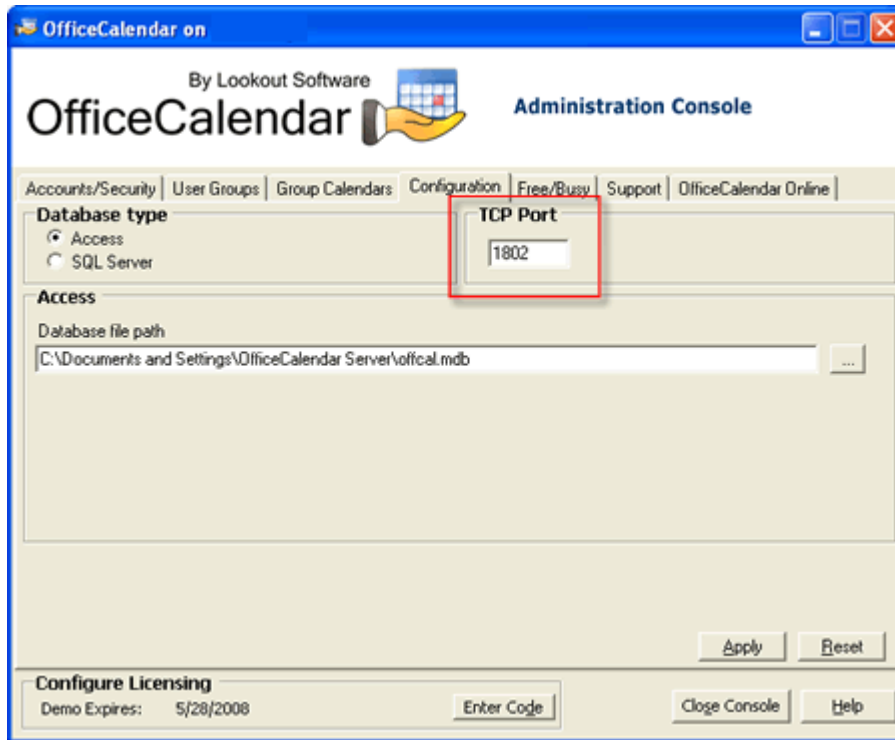 OfficeCalendar on
By Lookout Software
OfficeCalendar
Administration Console
Accounts/Security User Groups Group Calendars Configuration Free/Busy Support OfficeCalendar Online
Database type
Access
SQL Server
TCP Port
1802
Access
Database file path
C:\Documents and Settings\OfficeCalendar Server\offcal.mdb
...
Apply Reset
Configure Licensing
Demo Expires: 5/28/2008 Enter Code Close Console Help